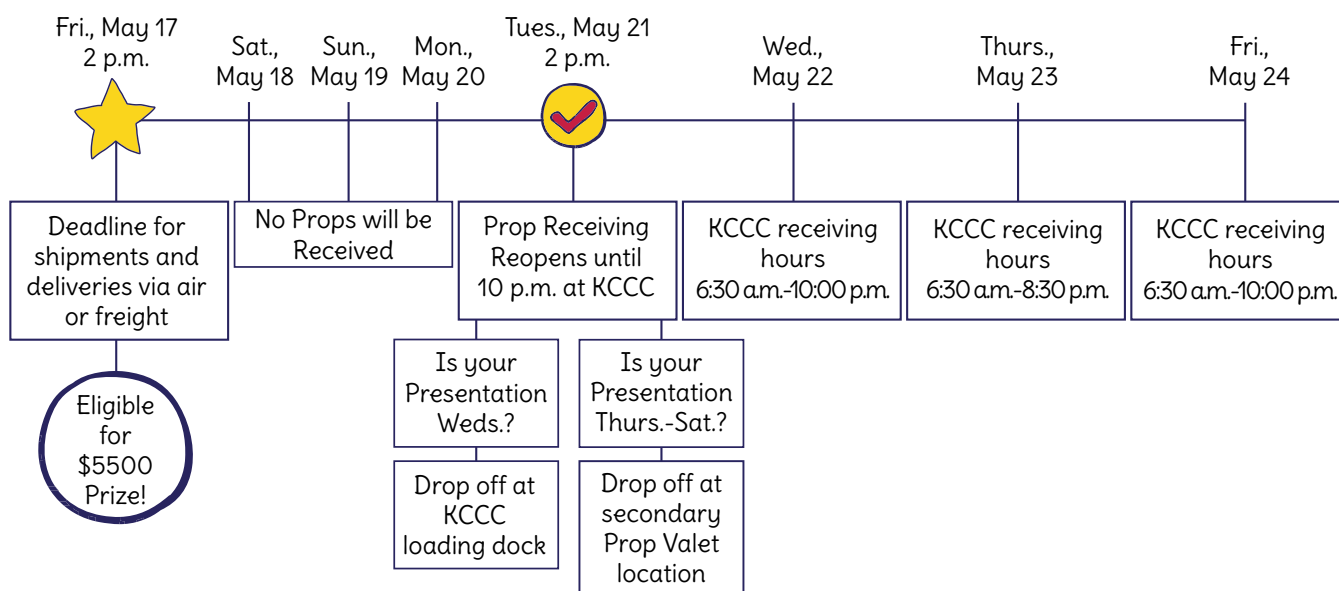 Fri., May 17
2 p.m.
Sat.,
May 18
Sun.,
May 19
Mon.,
May 20
Tues., May 21
2 p.m.
Wed.,
May 22
Thurs.,
May 23
Fri.,
May 24
Deadline for
shipments and
deliveries via air
or freight
No Props will be
Received
Prop Receiving
Reopens until
10 p.m. at KCCC
KCCC receiving
hours
6:30 a.m.-10:00 p.m.
KCCC receiving
hours
6:30 a.m.-8:30 p.m.
KCCC receiving
hours
6:30 a.m.-10:00 p.m.
Eligible
for
$5500
Prize!
Is your
Presentation
Weds.?
Is your
Presentation
Thurs.-Sat.?
Drop off at
KCCC
loading dock
Drop off at
secondary
Prop Valet
location